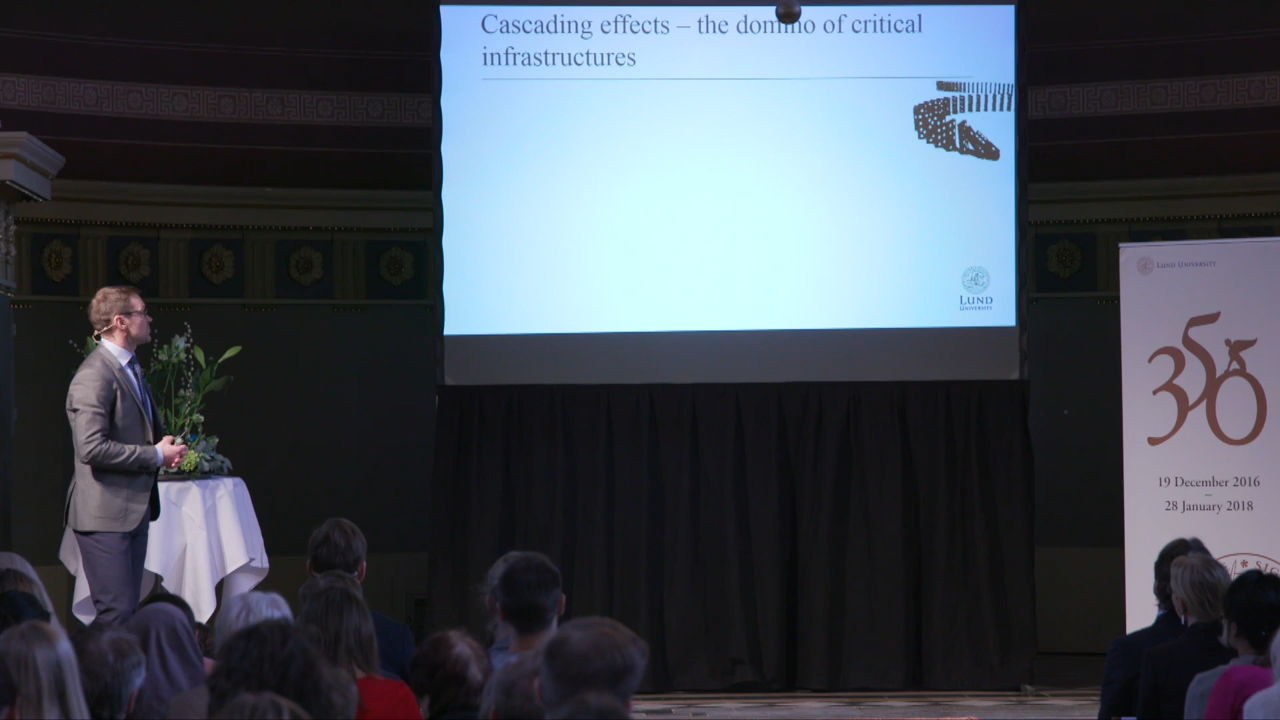 Cascading effects – the domino of critical
infrastructures
LUND
UNIVERSITY
LUND UNIVERSITY
350
19 December 2016
–
28 January 2018